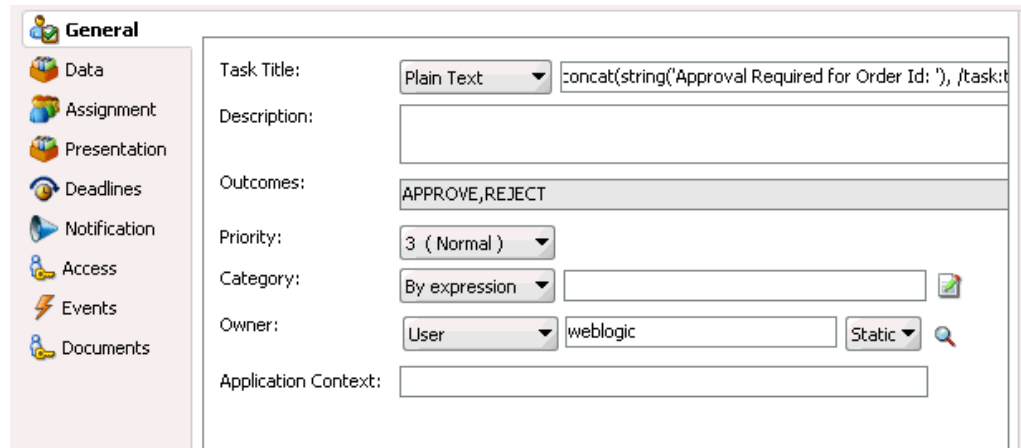 General
Data
Assignment
Presentation
Deadlines
Notification
Access
Events
Documents
Task Title: Plain Text concat(string('Approval Required for Order Id: '), /task:t
Description:
Outcomes: APPROVE,REJECT
Priority: 3 ( Normal )
Category: By expression
Owner: User weblogic Static
Application Context: